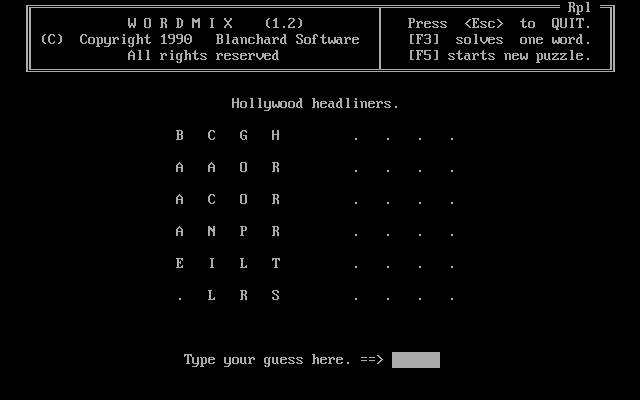 Rpl
W O R D M I X (1.2)
Press <Esc> to QUIT.
(C) Copyright 1990 Blanchard Software
[F3] solves one word.
All rights reserved
[F5] starts new puzzle.
Hollywood headliners.
B C G H . . . .
A A O R . . . .
A C O R . . . .
A N P R . . . .
E I L T . . . .
. L R S . . . .
Type your guess here. ==>